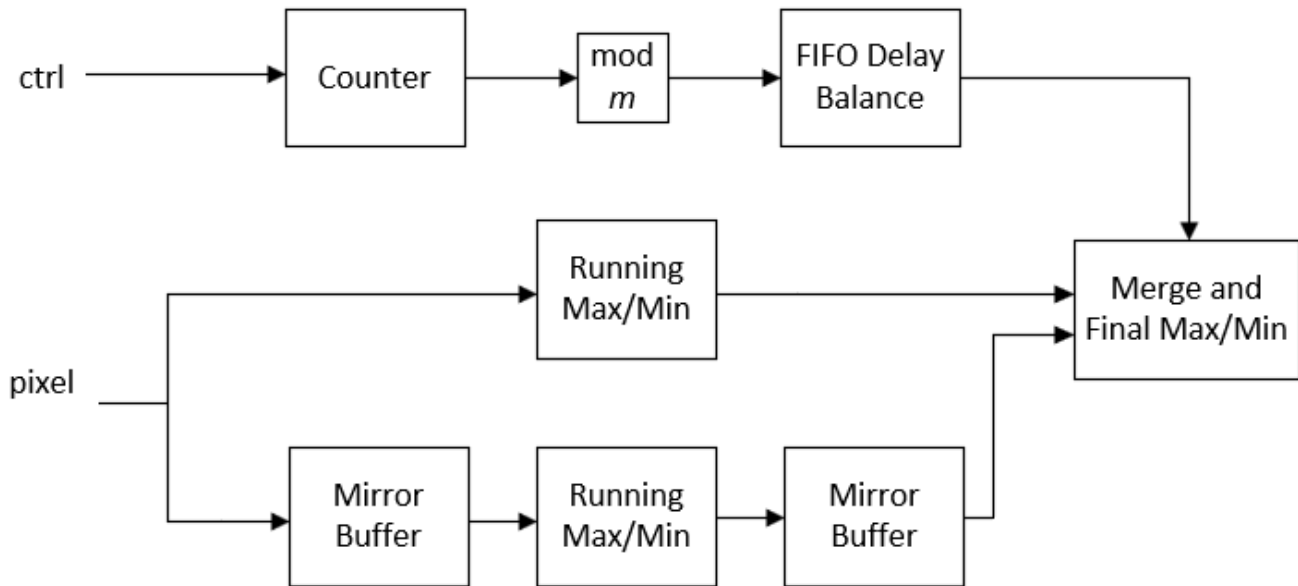 ctrl
Counter
mod
m
FIFO Delay
Balance
Running
Max/Min
Merge and
Final Max/Min
pixel
Mirror
Buffer
Running
Max/Min
Mirror
Buffer